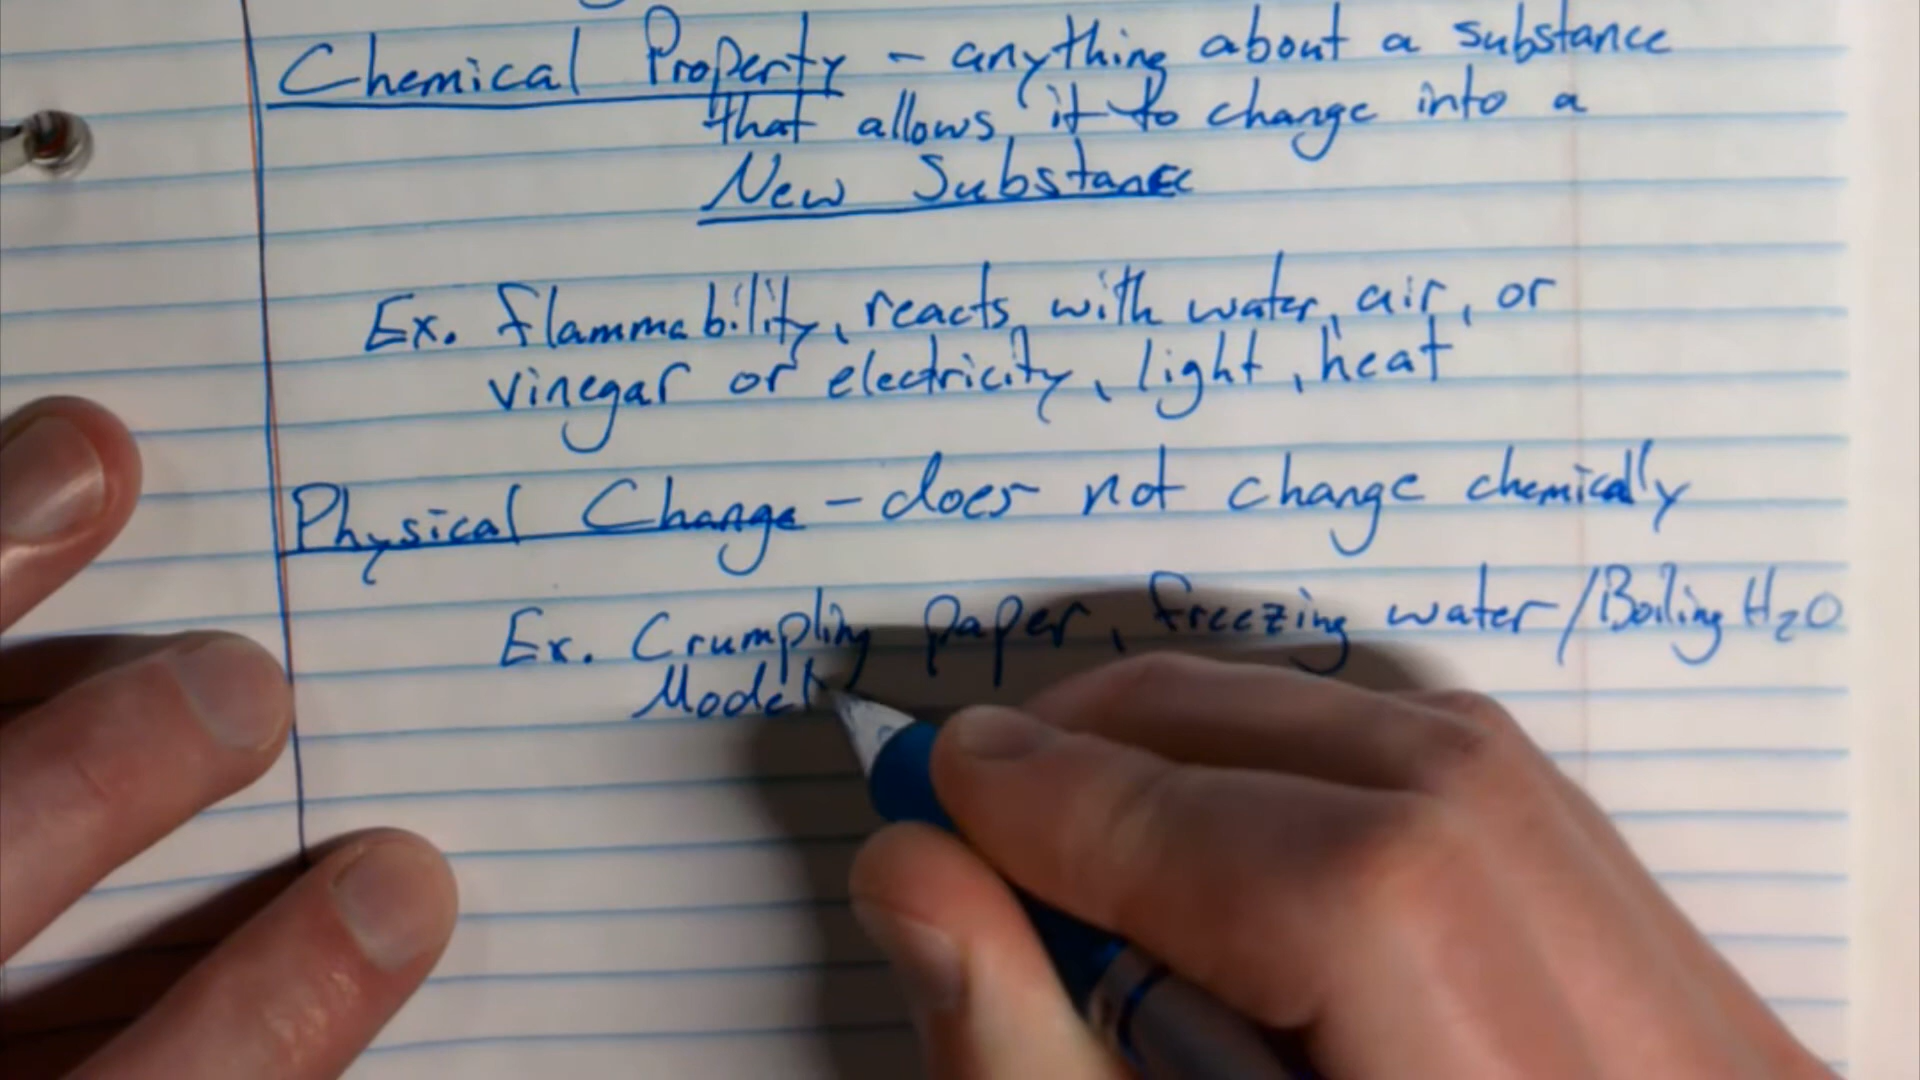 Chemical Property - anything about a substance
that allows it to change into a
New Substance
Ex. flammability, reacts with water, air, or
vinegar or electricity, light, heat
Physical Change - does not change chemically
Ex. Crumpling paper, freezing water/Boiling H₂O
Model